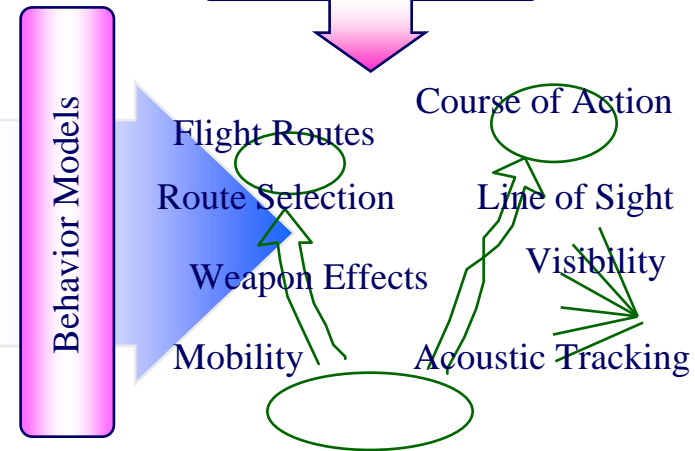 Behavior Models
Course of Action
Flight Routes
Route Selection
Line of Sight
Visibility
Weapon Effects
Mobility
Acoustic Tracking